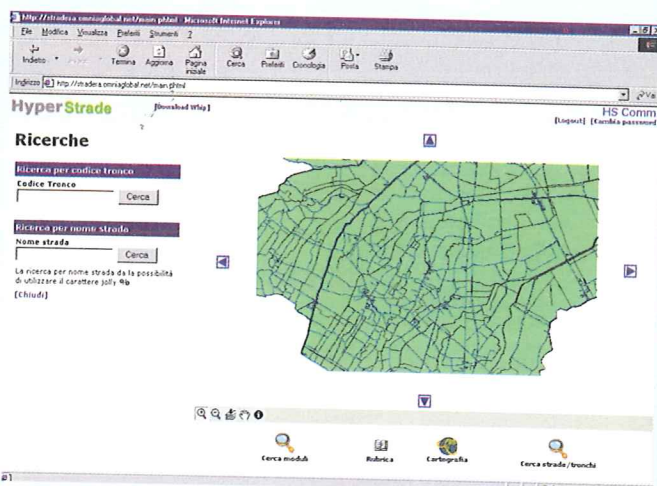 http://stradera.omniaglobal.net/main.phtml - Microsoft Internet Explorer
File Modifica Visualizza Preferiti Strumenti ?
Indietro Termina Aggiorna Pagina iniziale Cerca Preferiti Cronologia Posta Stampa
Indirizzo http://stradera.omniaglobal.net/main.phtml
HyperStrade [Download Whip] HS Comm
[Logout] [Cambia password
Ricerche
Ricerca per codice tronco
Codice Tronco
Cerca
Ricerca per nome strada
Nome strada
Cerca
La ricerca per nome strada da la possibilità
di utilizzare il carattere jolly %
[Chiudi]
Cerca moduli Rubrica Cartografia Cerca strade/tronchi